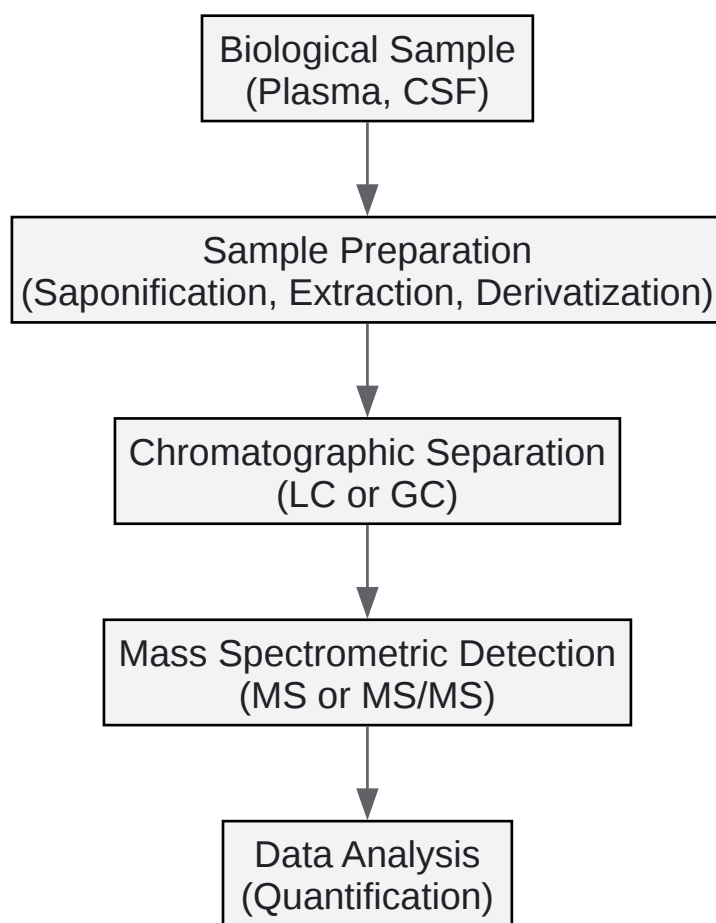 Biological Sample
(Plasma, CSF)
Sample Preparation
(Saponification, Extraction, Derivatization)
Chromatographic Separation
(LC or GC)
Mass Spectrometric Detection
(MS or MS/MS)
Data Analysis
(Quantification)